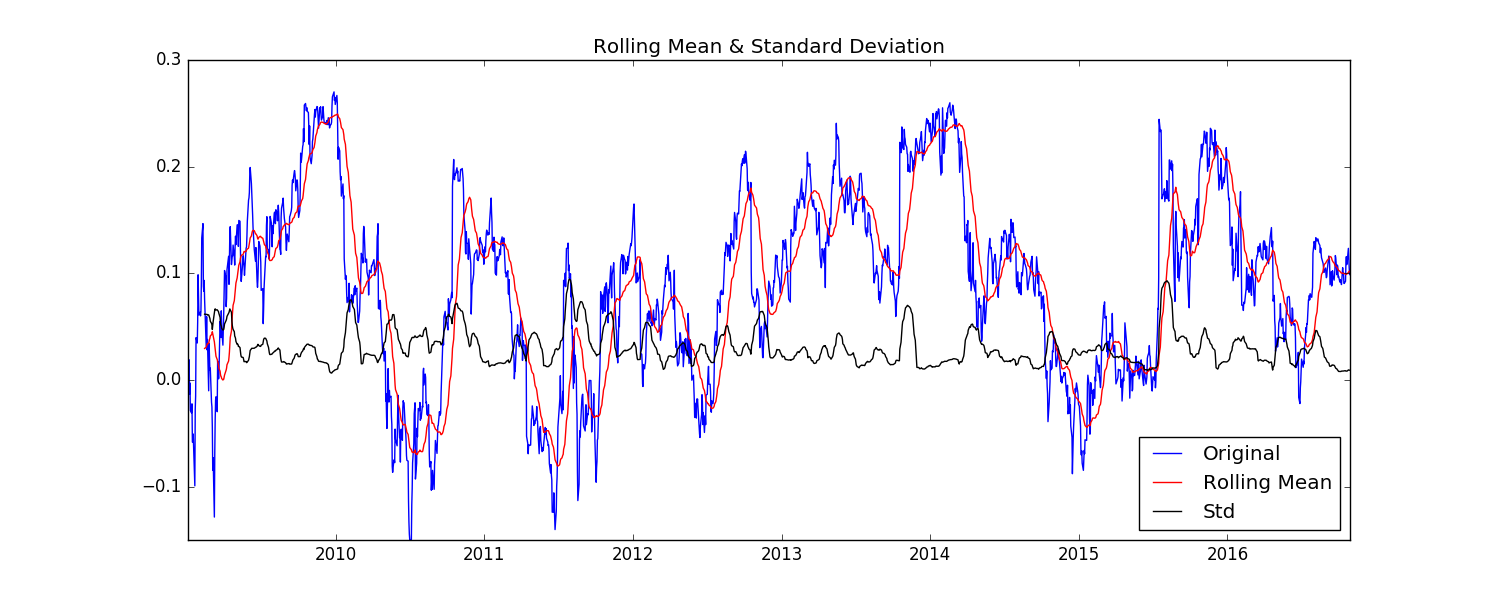 Rolling Mean & Standard Deviation
0.3
0.2
0.1
0.0
−0.1
2010 2011 2012 2013 2014 2015 2016
Original
Rolling Mean
Std